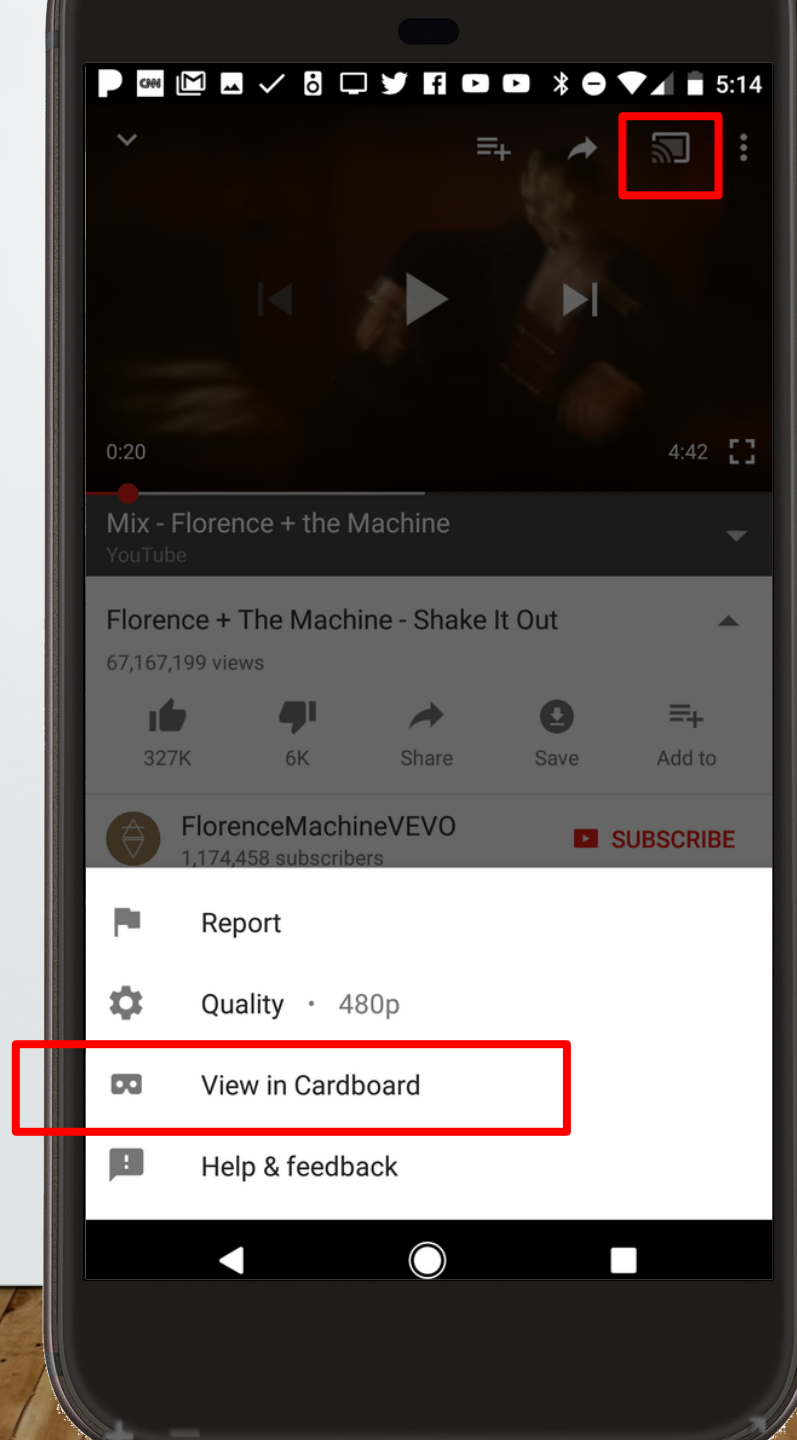 CNN
5:14
0:20
4:42
Mix - Florence + the Machine
YouTube
Florence + The Machine - Shake It Out
67,167,199 views
327K
6K
Share
Save
Add to
FlorenceMachineVEVO
SUBSCRIBE
1,174,458 subscribers
Report
Quality · 480p
View in Cardboard
Help & feedback